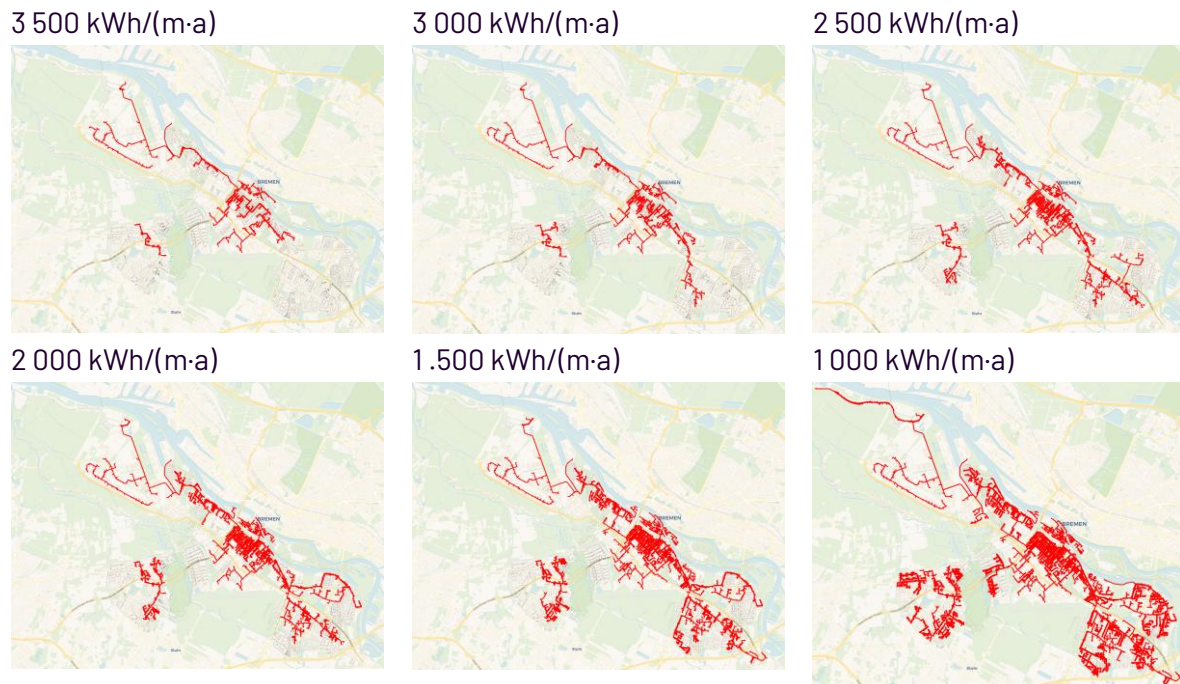 3 500 kWh/(m·a)
3 000 kWh/(m·a)
2 500 kWh/(m·a)
BREMEN
BREMEN
BREMEN
2 000 kWh/(m·a)
1 .500 kWh/(m·a)
1 000 kWh/(m·a)
BREMEN
BREMEN
BREMEN